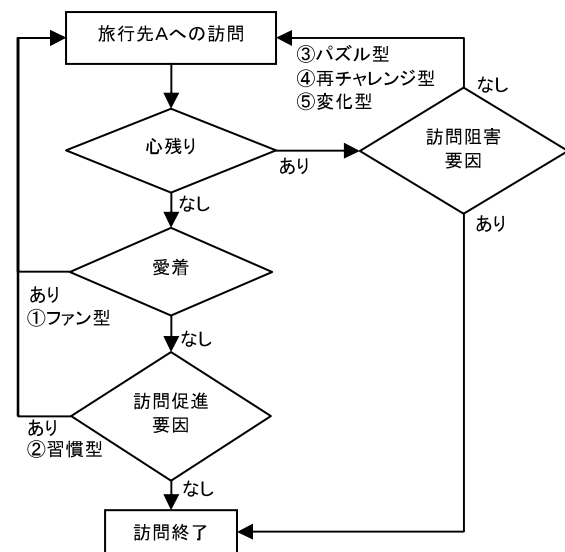 旅行先Aへの訪問
③パズル型
④再チャレンジ型
⑤変化型
なし
心残り
あり
訪問阻害
要因
なし
あり
愛着
あり
①ファン型
なし
訪問促進
要因
あり
②習慣型
なし
訪問終了